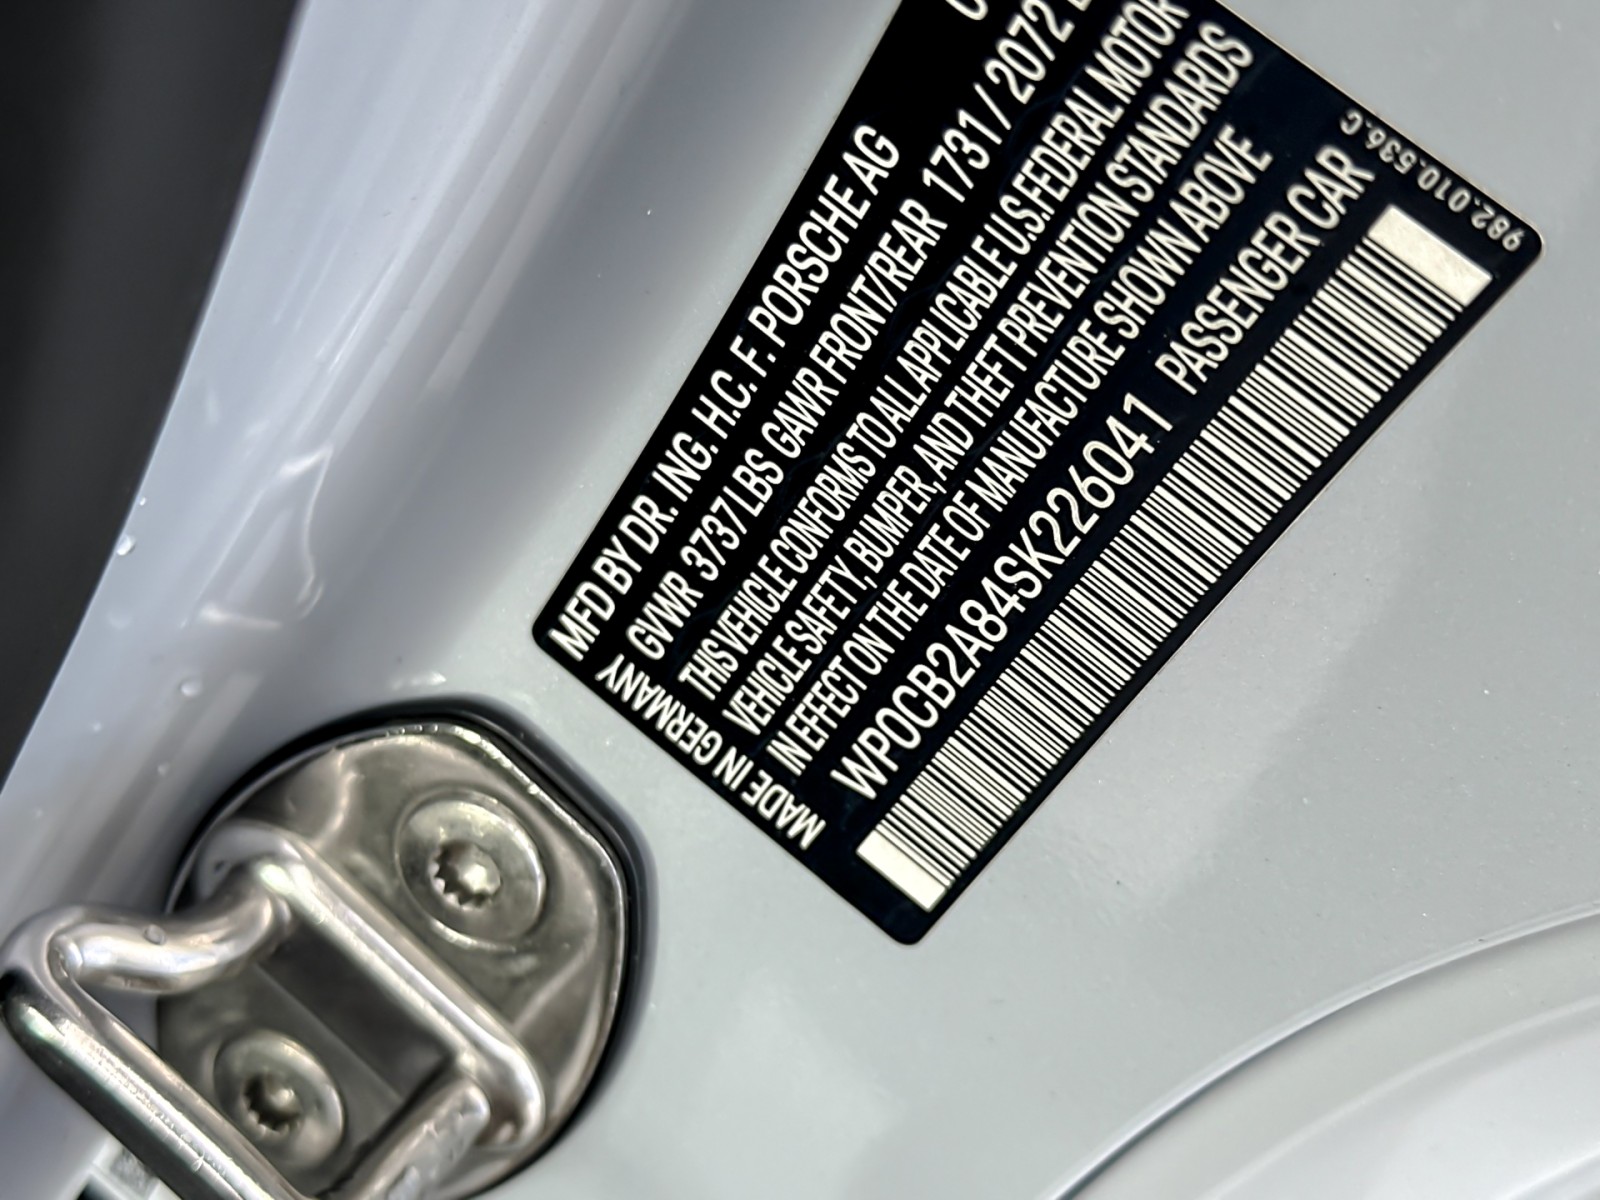 MFD BY DR. ING. H.C. F. PORSCHE AG
GVWR 3737 LBS GAWR FRONT/REAR 1731 / 2072
THIS VEHICLE CONFORMS TO ALL APPLICABLE U.S.FEDERAL MOTOR
VEHICLE SAFETY, BUMPER, AND THEFT PREVENTION STANDARDS
IN EFFECT ON THE DATE OF MANUFACTURE SHOWN ABOVE
WP0CB2A84SK226041 PASSENGER CAR
MADE IN GERMANY
982.010.536.C